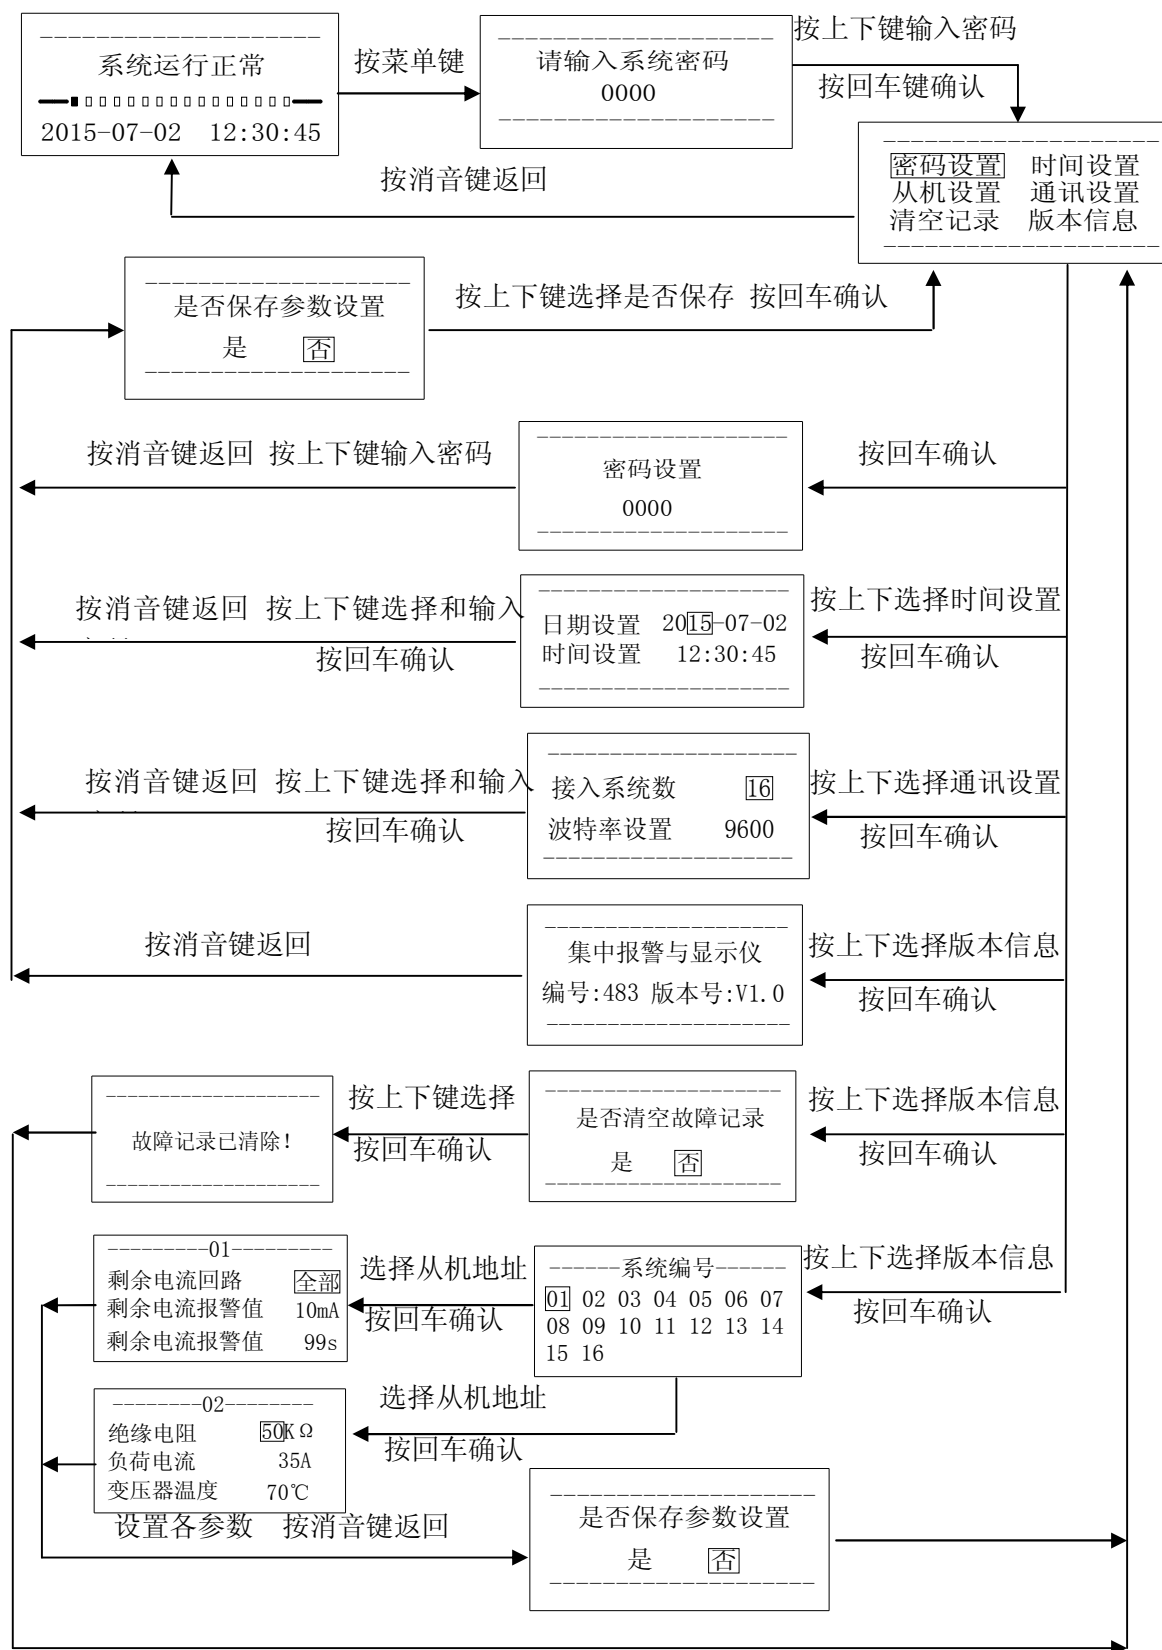 系统运行正常
2015-07-02 12:30:45
按菜单键
请输入系统密码
0000
按上下键输入密码
按回车键确认
密码设置 时间设置
从机设置 通讯设置
清空记录 版本信息
按消音键返回
是否保存参数设置
是 否
按上下键选择是否保存 按回车确认
按消音键返回 按上下键输入密码
密码设置
0000
按回车确认
按消音键返回 按上下键选择和输入
按回车确认
日期设置 2015-07-02
时间设置 12:30:45
按上下选择时间设置
按回车确认
按消音键返回 按上下键选择和输入
按回车确认
接入系统数 16
波特率设置 9600
按上下选择通讯设置
按回车确认
按消音键返回
集中报警与显示仪
编号:483 版本号:V1.0
按上下选择版本信息
按回车确认
故障记录已清除!
按上下键选择
按回车确认
是否清空故障记录
是 否
按上下选择版本信息
按回车确认
---------01---------
剩余电流回路 全部
剩余电流报警值 10mA
剩余电流报警值 99s
选择从机地址
按回车确认
------系统编号------
01 02 03 04 05 06 07
08 09 10 11 12 13 14
15 16
按上下选择版本信息
按回车确认
--------02--------
绝缘电阻 50KΩ
负荷电流 35A
变压器温度 70℃
选择从机地址
按回车确认
设置各参数 按消音键返回
是否保存参数设置
是 否